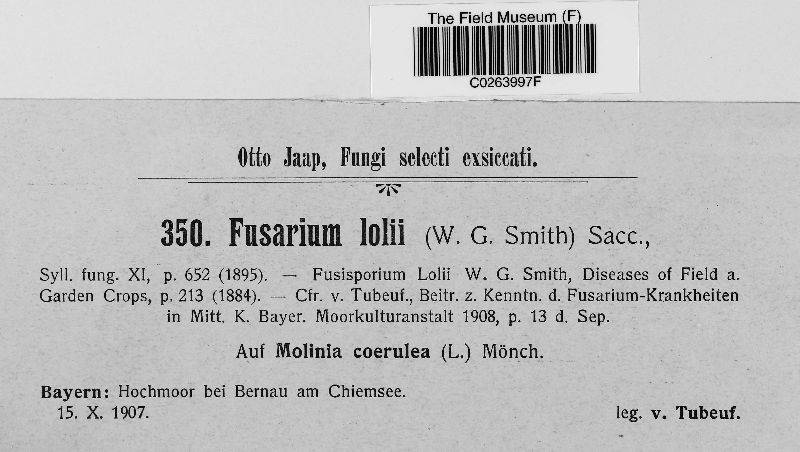 The Field Museum (F)
C0263997F
Otto Jaap, Fungi selecti exsiccati.
350. Fusarium lolii (W. G. Smith) Sacc.,
Syll. fung. XI, p. 652 (1895). — Fusisporium Lolii W. G. Smith, Diseases of Field a.
Garden Crops, p. 213 (1884). — Cfr. v. Tubeuf., Beitr. z. Kenntn. d. Fusarium-Krankheiten
in Mitt. K. Bayer. Moorkulturanstalt 1908, p. 13 d. Sep.
Auf Molinia coerulea (L.) Mönch.
Bayern: Hochmoor bei Bernau am Chiemsee.
15. X. 1907. leg. v. Tubeuf.